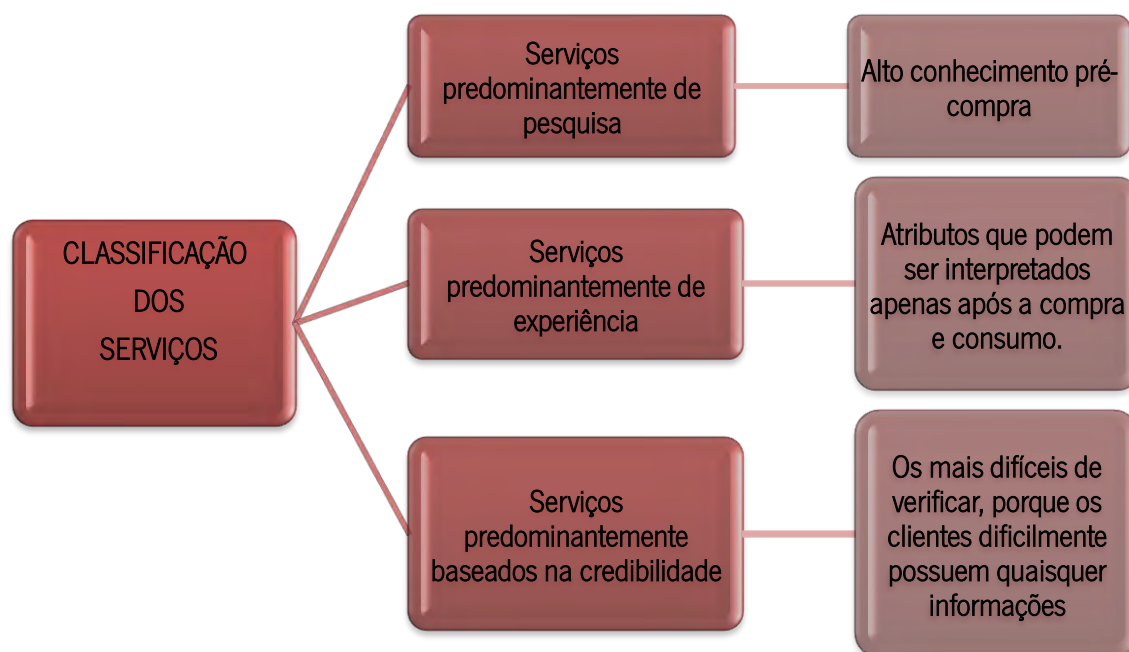 CLASSIFICAÇÃO
DOS
SERVIÇOS
Serviços
predominantemente de
pesquisa
Alto conhecimento pré-
compra
Serviços
predominantemente de
experiência
Atributos que podem
ser interpretados
apenas após a compra
e consumo.
Serviços
predominantemente
baseados na credibilidade
Os mais difíceis de
verificar, porque os
clientes dificilmente
possuem quaisquer
informações